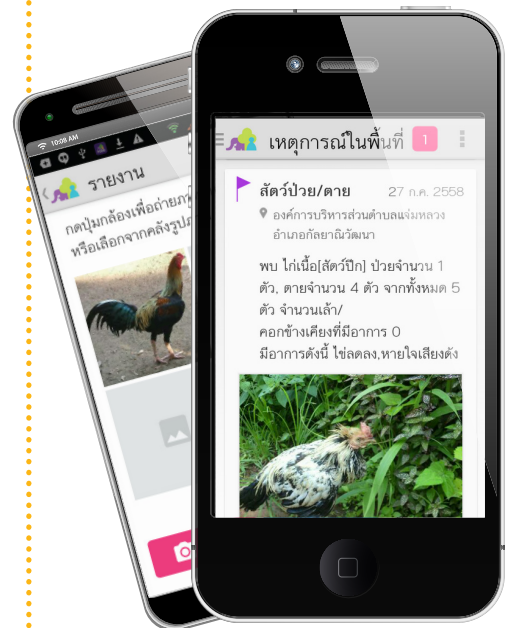 10:08 AM
รายงาน
กดปุ่มกล้องเพื่อถ่าย
หรือเลือกจากคลัง
เหตุการณ์ในพื้นที่ 1
สัตว์ป่วย/ตาย 27 ก.ค. 2558
องค์การบริหารส่วนตำบลแจ่มหลวง
อำเภอกัลยาณิวัฒนา
พบ ไก่เนื้อ[สัตว์ปีก] ป่วยจำนวน 1
ตัว, ตายจำนวน 4 ตัว จากทั้งหมด 5
ตัว จำนวนเล้า/
คอกข้างเคียงที่มีอาการ 0
มีอาการดังนี้ ไข่ลดลง,หายใจเสียงดัง